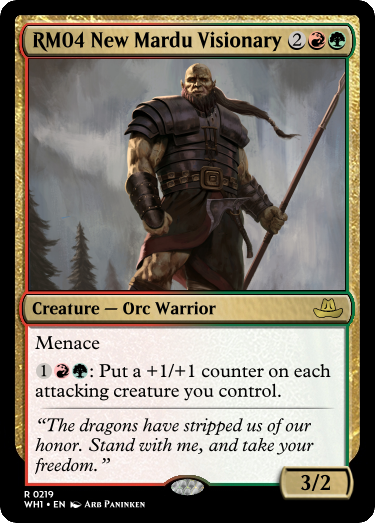 RM04 New Mardu Visionary 2
Creature — Orc Warrior
Menace
1: Put a +1/+1 counter on each
attacking creature you control.
“The dragons have stripped us of our
honor. Stand with me, and take your
freedom.”
3/2
R 0219
WH1 • EN Arb Paninken